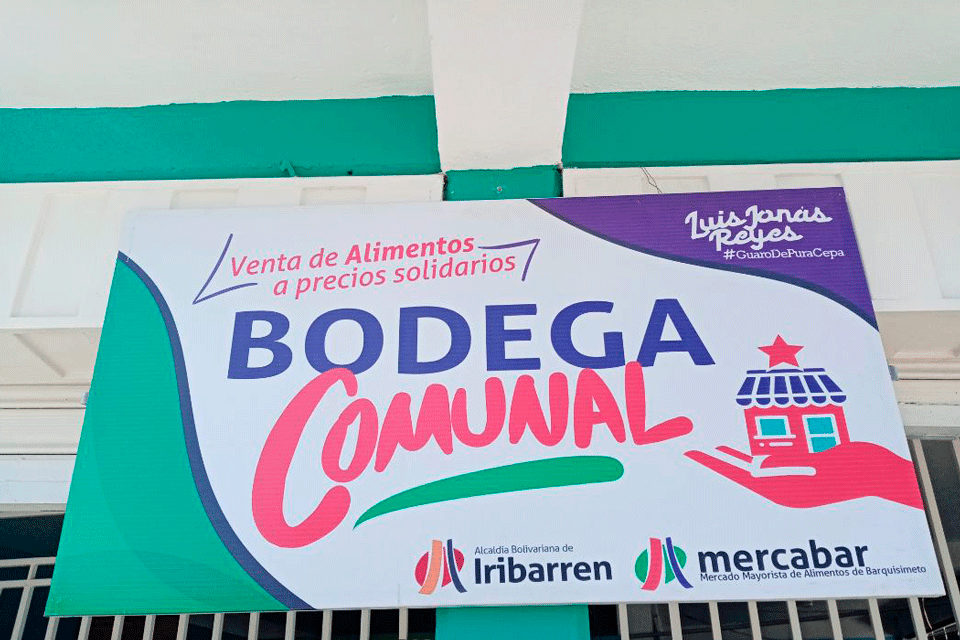 Luis Jonás
Reyes
#GuaroDePuraCepa
Venta de Alimentos
a precios solidarios
BODEGA
COMUNAL
Alcaldía Bolivariana de
Iribarren
mercabar
Mercado Mayorista de Alimentos de Barquisimeto